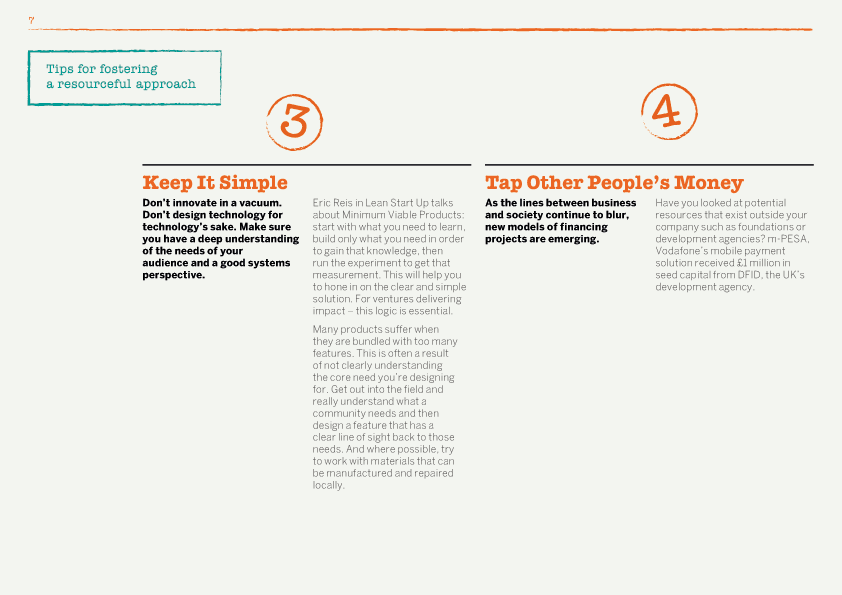 7
Tips for fostering
a resourceful approach
3
Keep It Simple
Don't innovate in a vacuum.
Don't design technology for
technology's sake. Make sure
you have a deep understanding
of the needs of your
audience and a good systems
perspective.
Eric Reis in Lean Start Up talks
about Minimum Viable Products:
start with what you need to learn,
build only what you need in order
to gain that knowledge, then
run the experiment to get that
measurement. This will help you
to hone in on the clear and simple
solution. For ventures delivering
impact – this logic is essential.
Many products suffer when
they are bundled with too many
features. This is often a result
of not clearly understanding
the core need you're designing
for. Get out into the field and
really understand what a
community needs and then
design a feature that has a
clear line of sight back to those
needs. And where possible, try
to work with materials that can
be manufactured and repaired
locally.
4
Tap Other People's Money
As the lines between business
and society continue to blur,
new models of financing
projects are emerging.
Have you looked at potential
resources that exist outside your
company such as foundations or
development agencies? m-PESA,
Vodafone's mobile payment
solution received £1 million in
seed capital from DFID, the UK's
development agency.